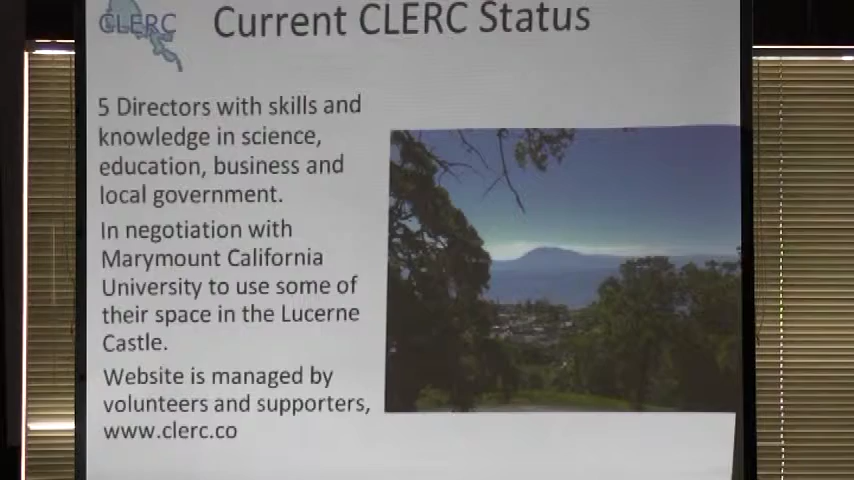 CLERC
Current CLERC Status
5 Directors with skills and
knowledge in science,
education, business and
local government.
In negotiation with
Marymount California
University to use some of
their space in the Lucerne
Castle.
Website is managed by
volunteers and supporters,
www.clerc.co